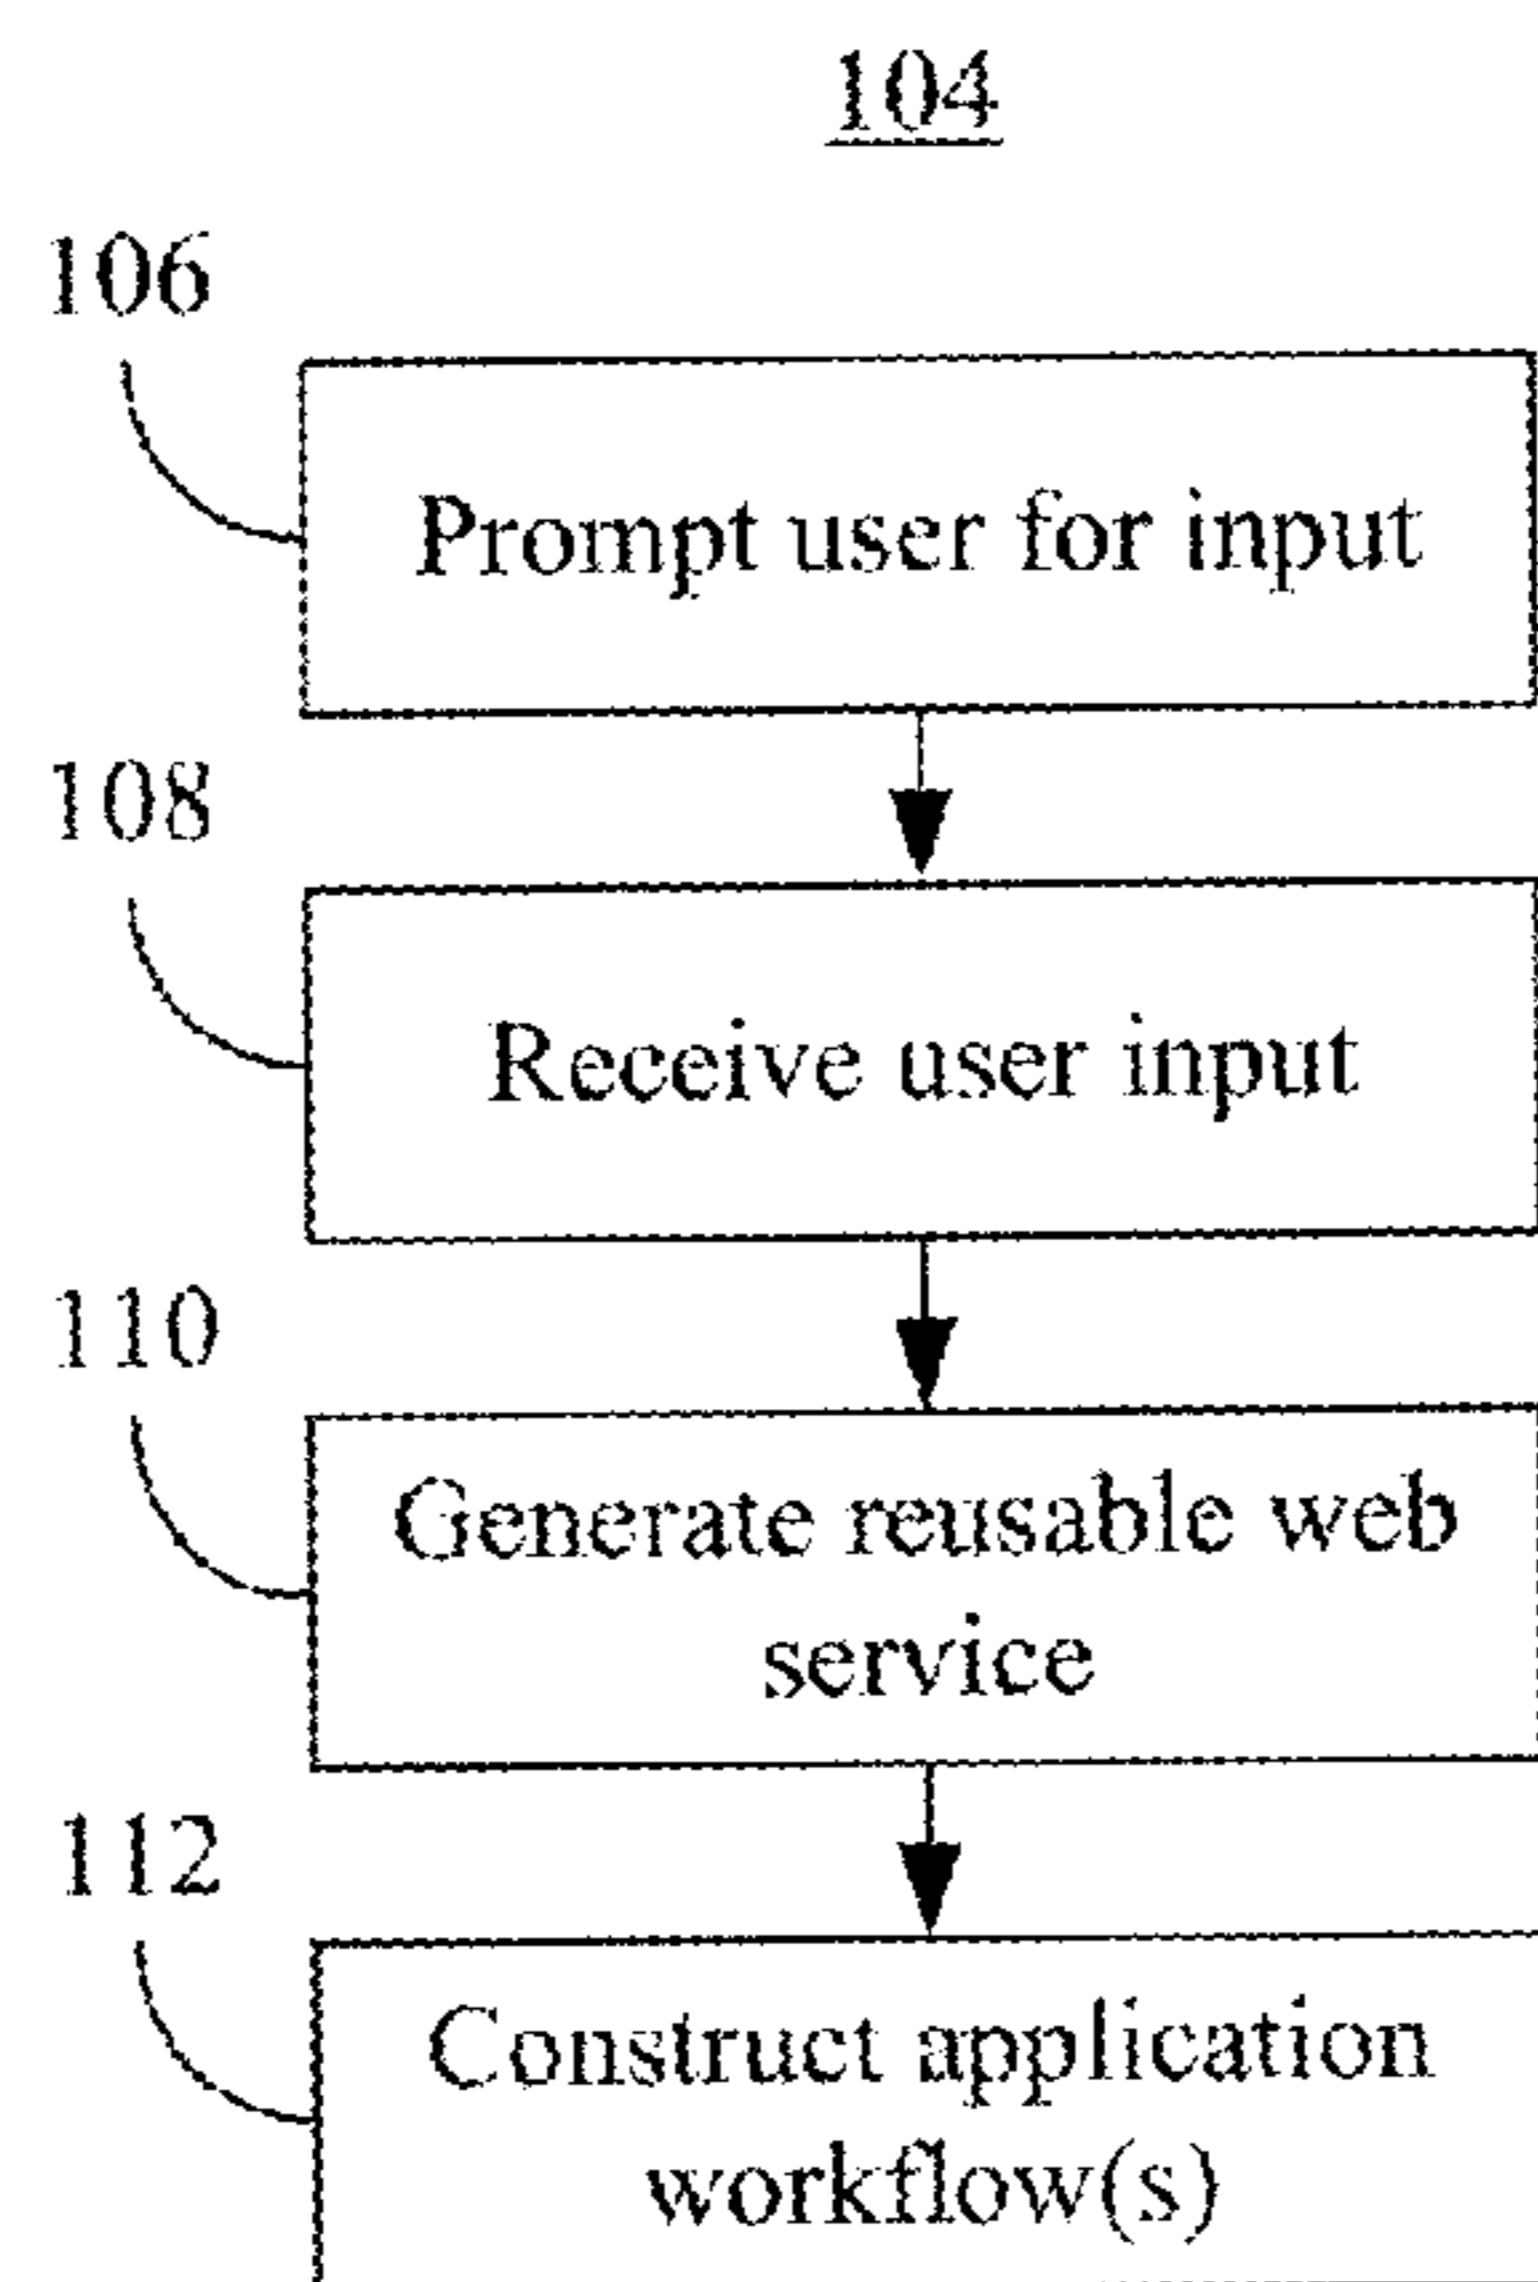 104
106
Prompt user for input
108
Receive user input
110
Generate reusable web
service
112
Construct application
workflow(s)